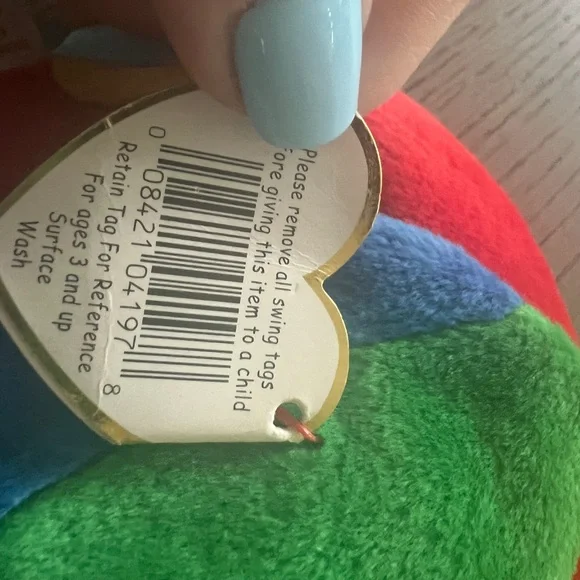 Please remove all swing tags
giving this item to a child
0 08421 04197 8
Retain Tag For Reference
For ages 3 and up
Surface
Wash